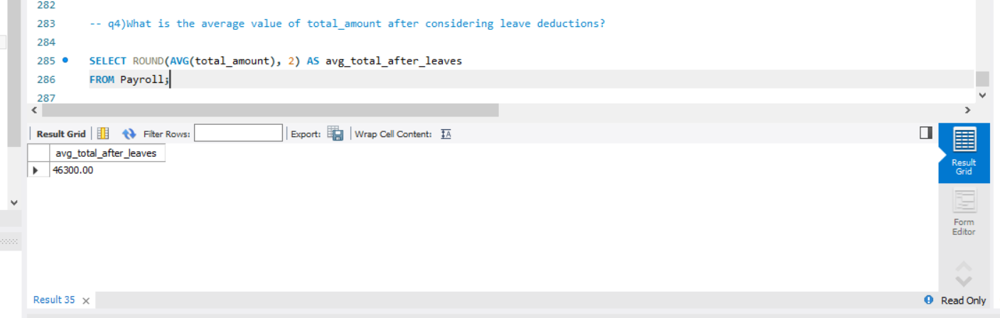 282
283 -- q4)What is the average value of total_amount after considering leave deductions?
284
285 SELECT ROUND(AVG(total_amount), 2) AS avg_total_after_leaves
286 FROM Payroll;
287
Result Grid Filter Rows: Export: Wrap Cell Content:
avg_total_after_leaves
46300.00
Result
Grid
Form
Editor
Result 35
Read Only